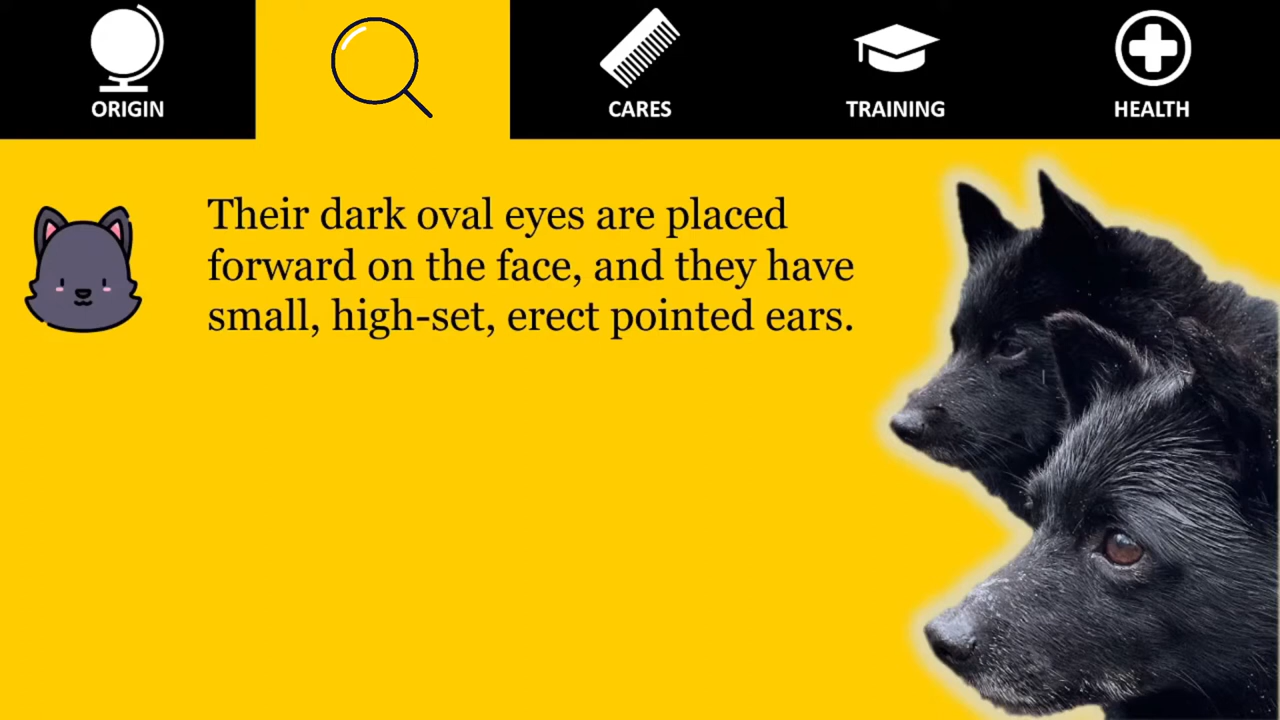 ORIGIN
CARES
TRAINING
HEALTH
Their dark oval eyes are placed
forward on the face, and they have
small, high-set, erect pointed ears.